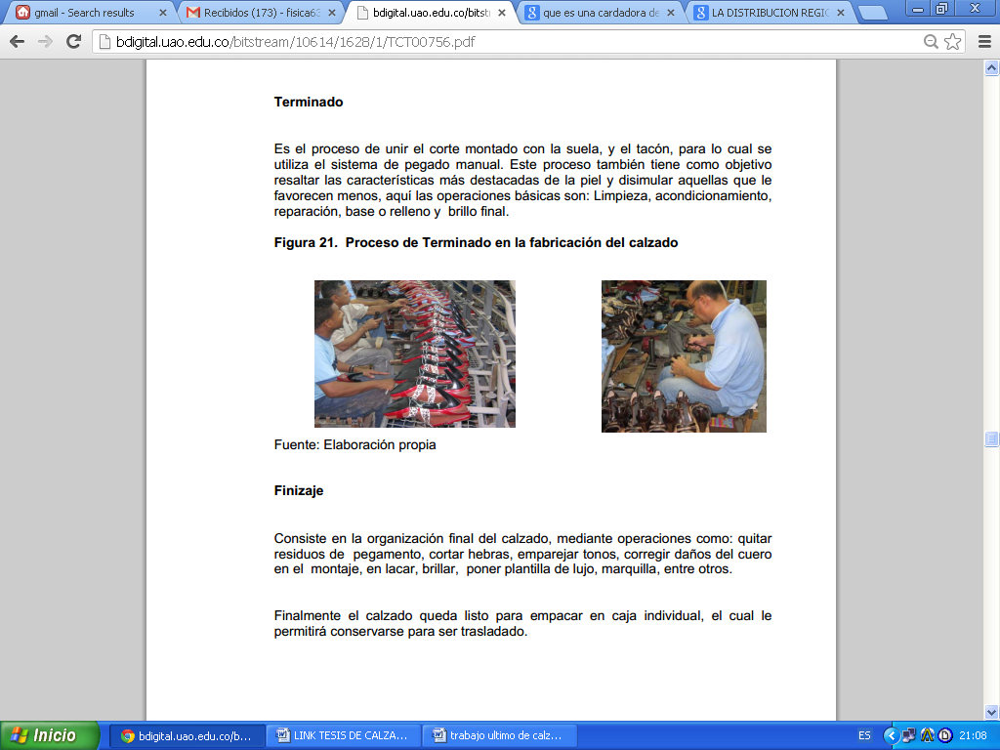 gmail - Search results
Recibidos (173) - fisica63
bdigital.uao.edu.co/bitst
que es una cardadora de
LA DISTRIBUCION REGIO
bdigital.uao.edu.co/bitstream/10614/1628/1/TCT00756.pdf
Terminado
Es el proceso de unir el corte montado con la suela, y el tacón, para lo cual se
utiliza el sistema de pegado manual. Este proceso también tiene como objetivo
resaltar las características más destacadas de la piel y disimular aquellas que le
favorecen menos, aquí las operaciones básicas son: Limpieza, acondicionamiento,
reparación, base o relleno y brillo final.
Figura 21. Proceso de Terminado en la fabricación del calzado
Fuente: Elaboración propia
Finizaje
Consiste en la organización final del calzado, mediante operaciones como: quitar
residuos de pegamento, cortar hebras, emparejar tonos, corregir daños del cuero
en el montaje, en lacar, brillar, poner plantilla de lujo, marquilla, entre otros.
Finalmente el calzado queda listo para empacar en caja individual, el cual le
permitirá conservarse para ser trasladado.
Inicio
bdigital.uao.edu.co/b...
LINK TESIS DE CALZA...
trabajo ultimo de calz...
ES
21:08